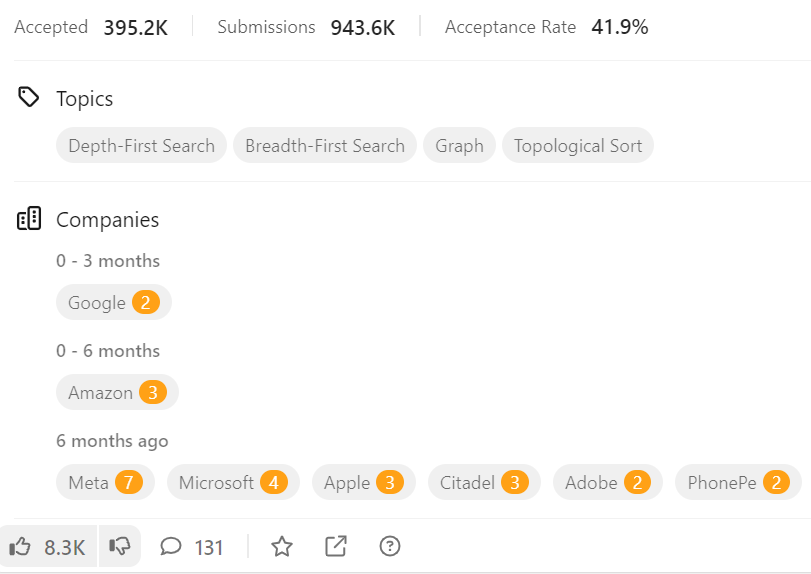 Accepted 395.2K Submissions 943.6K Acceptance Rate 41.9%
Topics
Depth-First Search Breadth-First Search Graph Topological Sort
Companies
0 - 3 months
Google 2
0 - 6 months
Amazon 3
6 months ago
Meta 7 Microsoft 4 Apple 3 Citadel 3 Adobe 2 PhonePe 2
8.3K 131